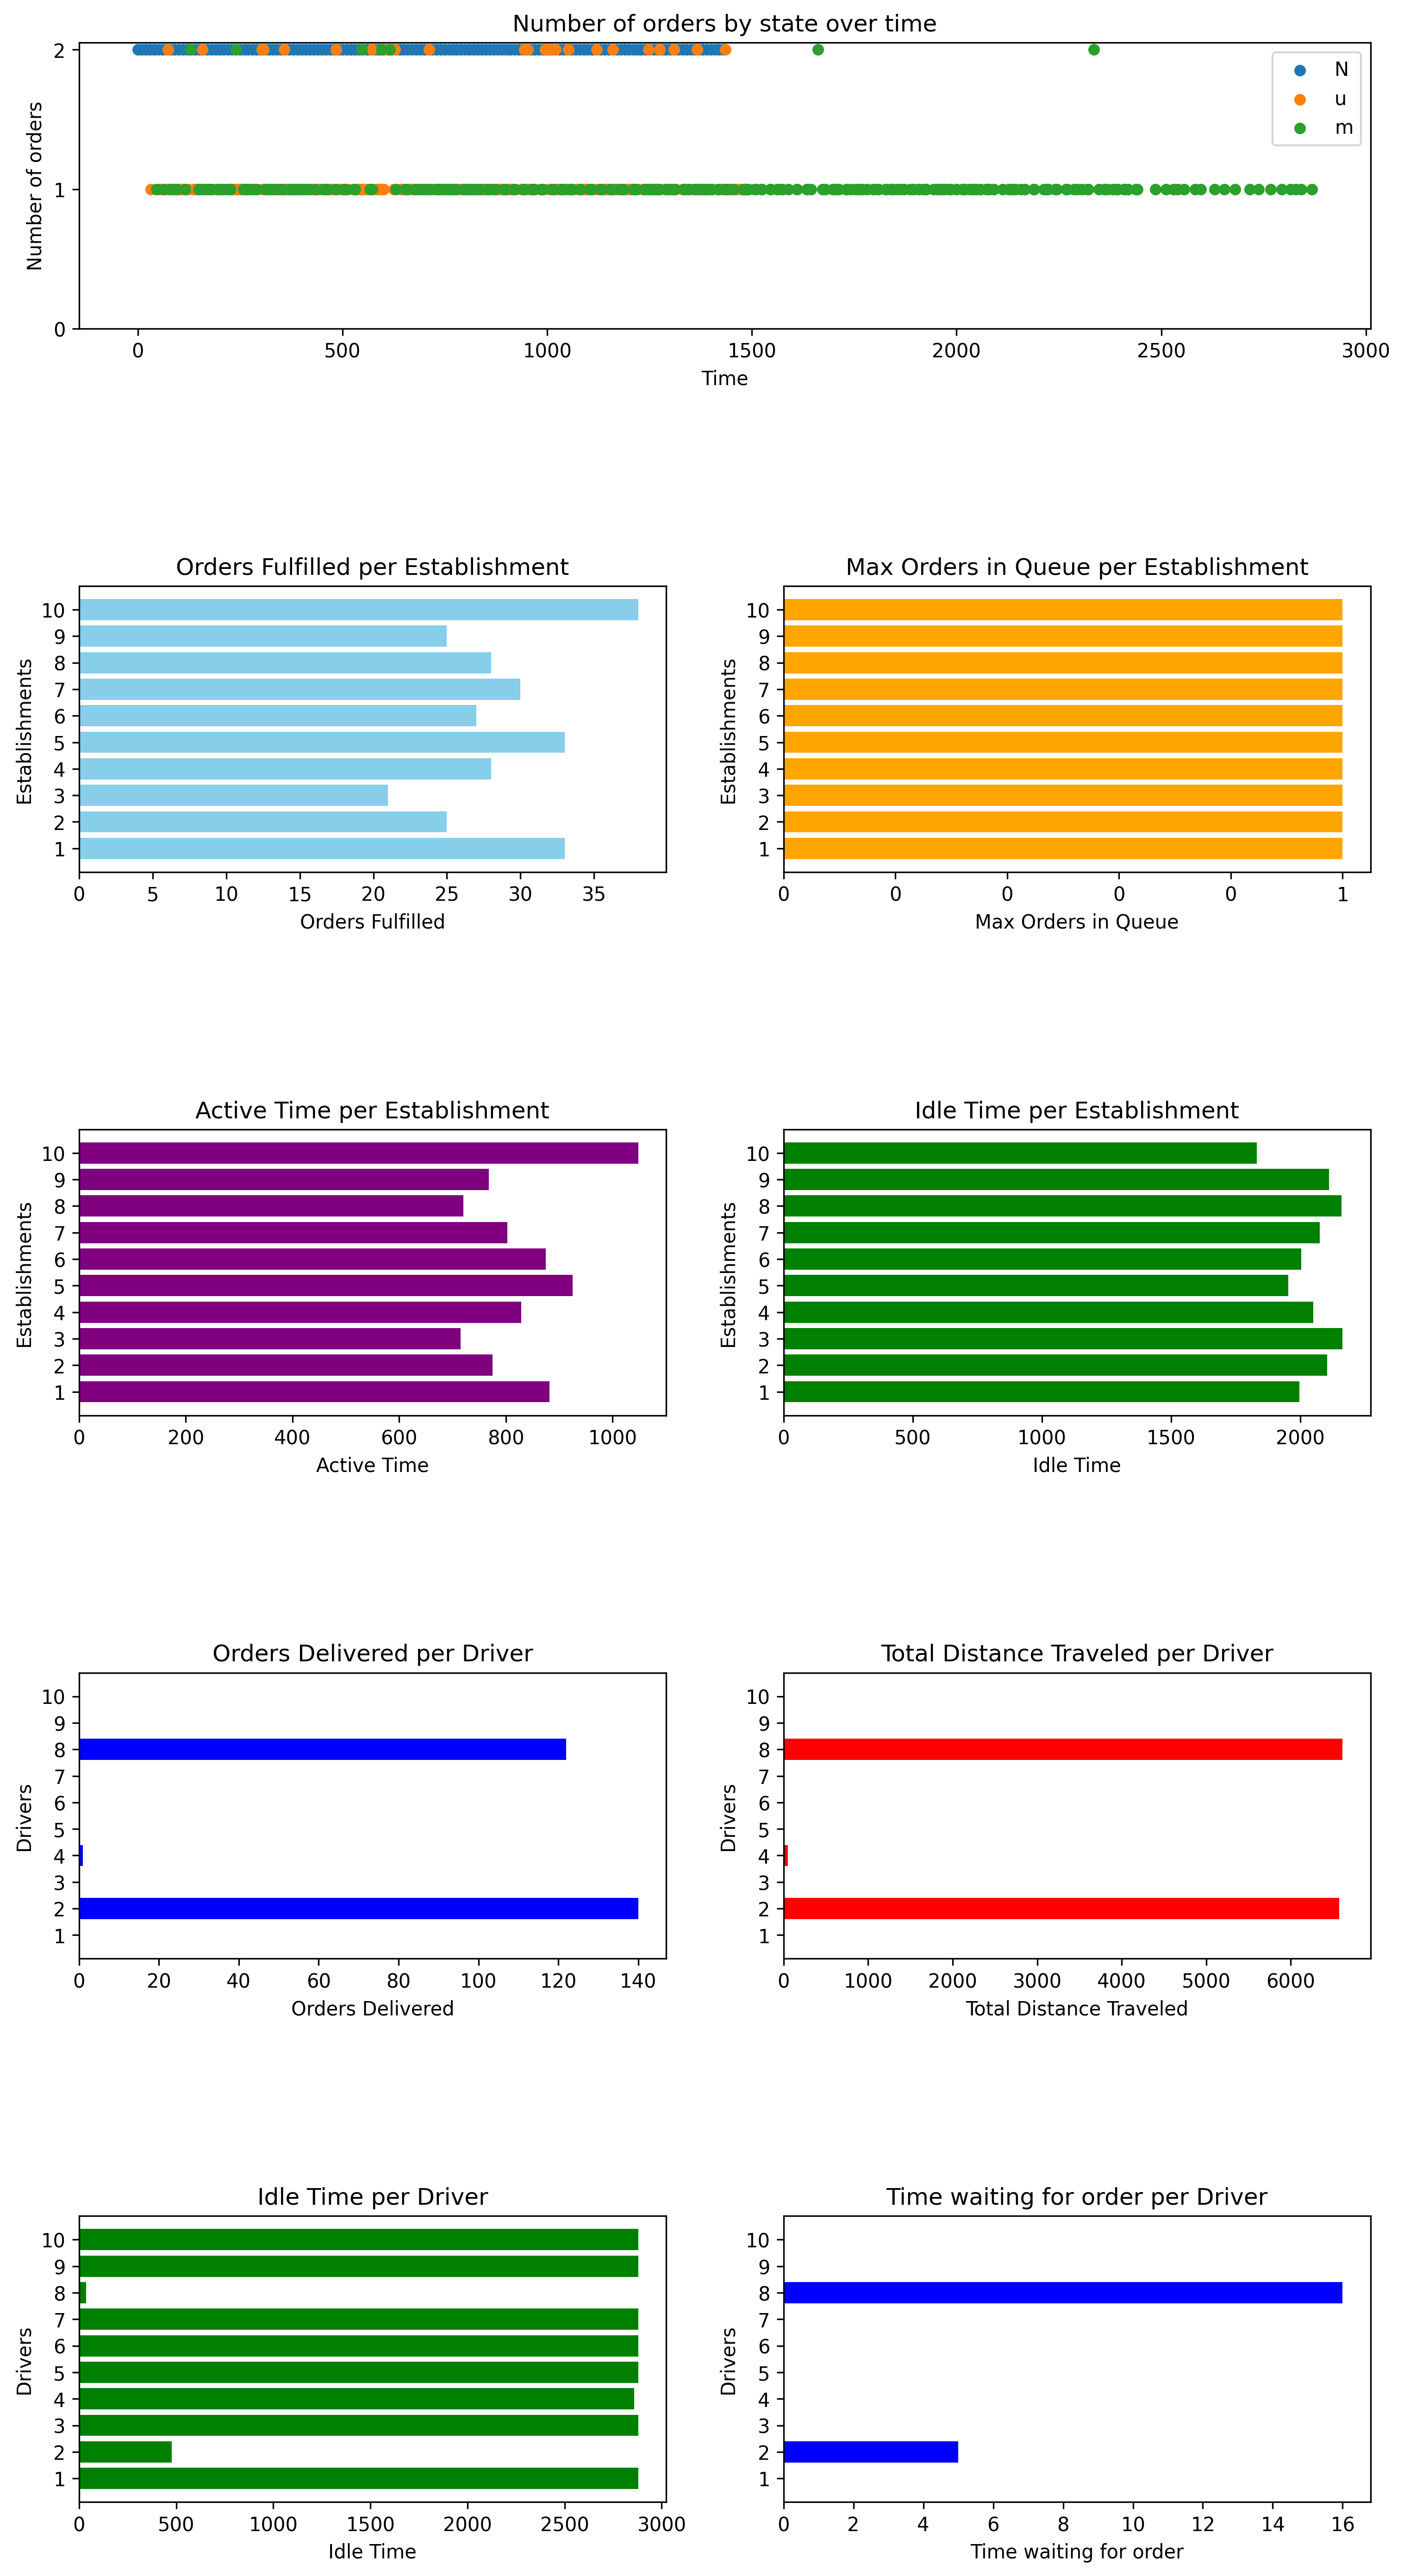 Number of orders by state over time
2
1
0
Number of orders
N
u
m
0 500 1000 1500 2000 2500 3000
Time
Orders Fulfilled per Establishment
10
9
8
7
6
5
4
3
2
1
Establishments
0 5 10 15 20 25 30 35
Orders Fulfilled
Max Orders in Queue per Establishment
10
9
8
7
6
5
4
3
2
1
Establishments
0 0 0 0 0 1
Max Orders in Queue
Active Time per Establishment
10
9
8
7
6
5
4
3
2
1
Establishments
0 200 400 600 800 1000
Active Time
Idle Time per Establishment
10
9
8
7
6
5
4
3
2
1
Establishments
0 500 1000 1500 2000
Idle Time
Orders Delivered per Driver
10
9
8
7
6
5
4
3
2
1
Drivers
0 20 40 60 80 100 120 140
Orders Delivered
Total Distance Traveled per Driver
10
9
8
7
6
5
4
3
2
1
Drivers
0 1000 2000 3000 4000 5000 6000
Total Distance Traveled
Idle Time per Driver
10
9
8
7
6
5
4
3
2
1
Drivers
0 500 1000 1500 2000 2500 3000
Idle Time
Time waiting for order per Driver
10
9
8
7
6
5
4
3
2
1
Drivers
0 2 4 6 8 10 12 14 16
Time waiting for order